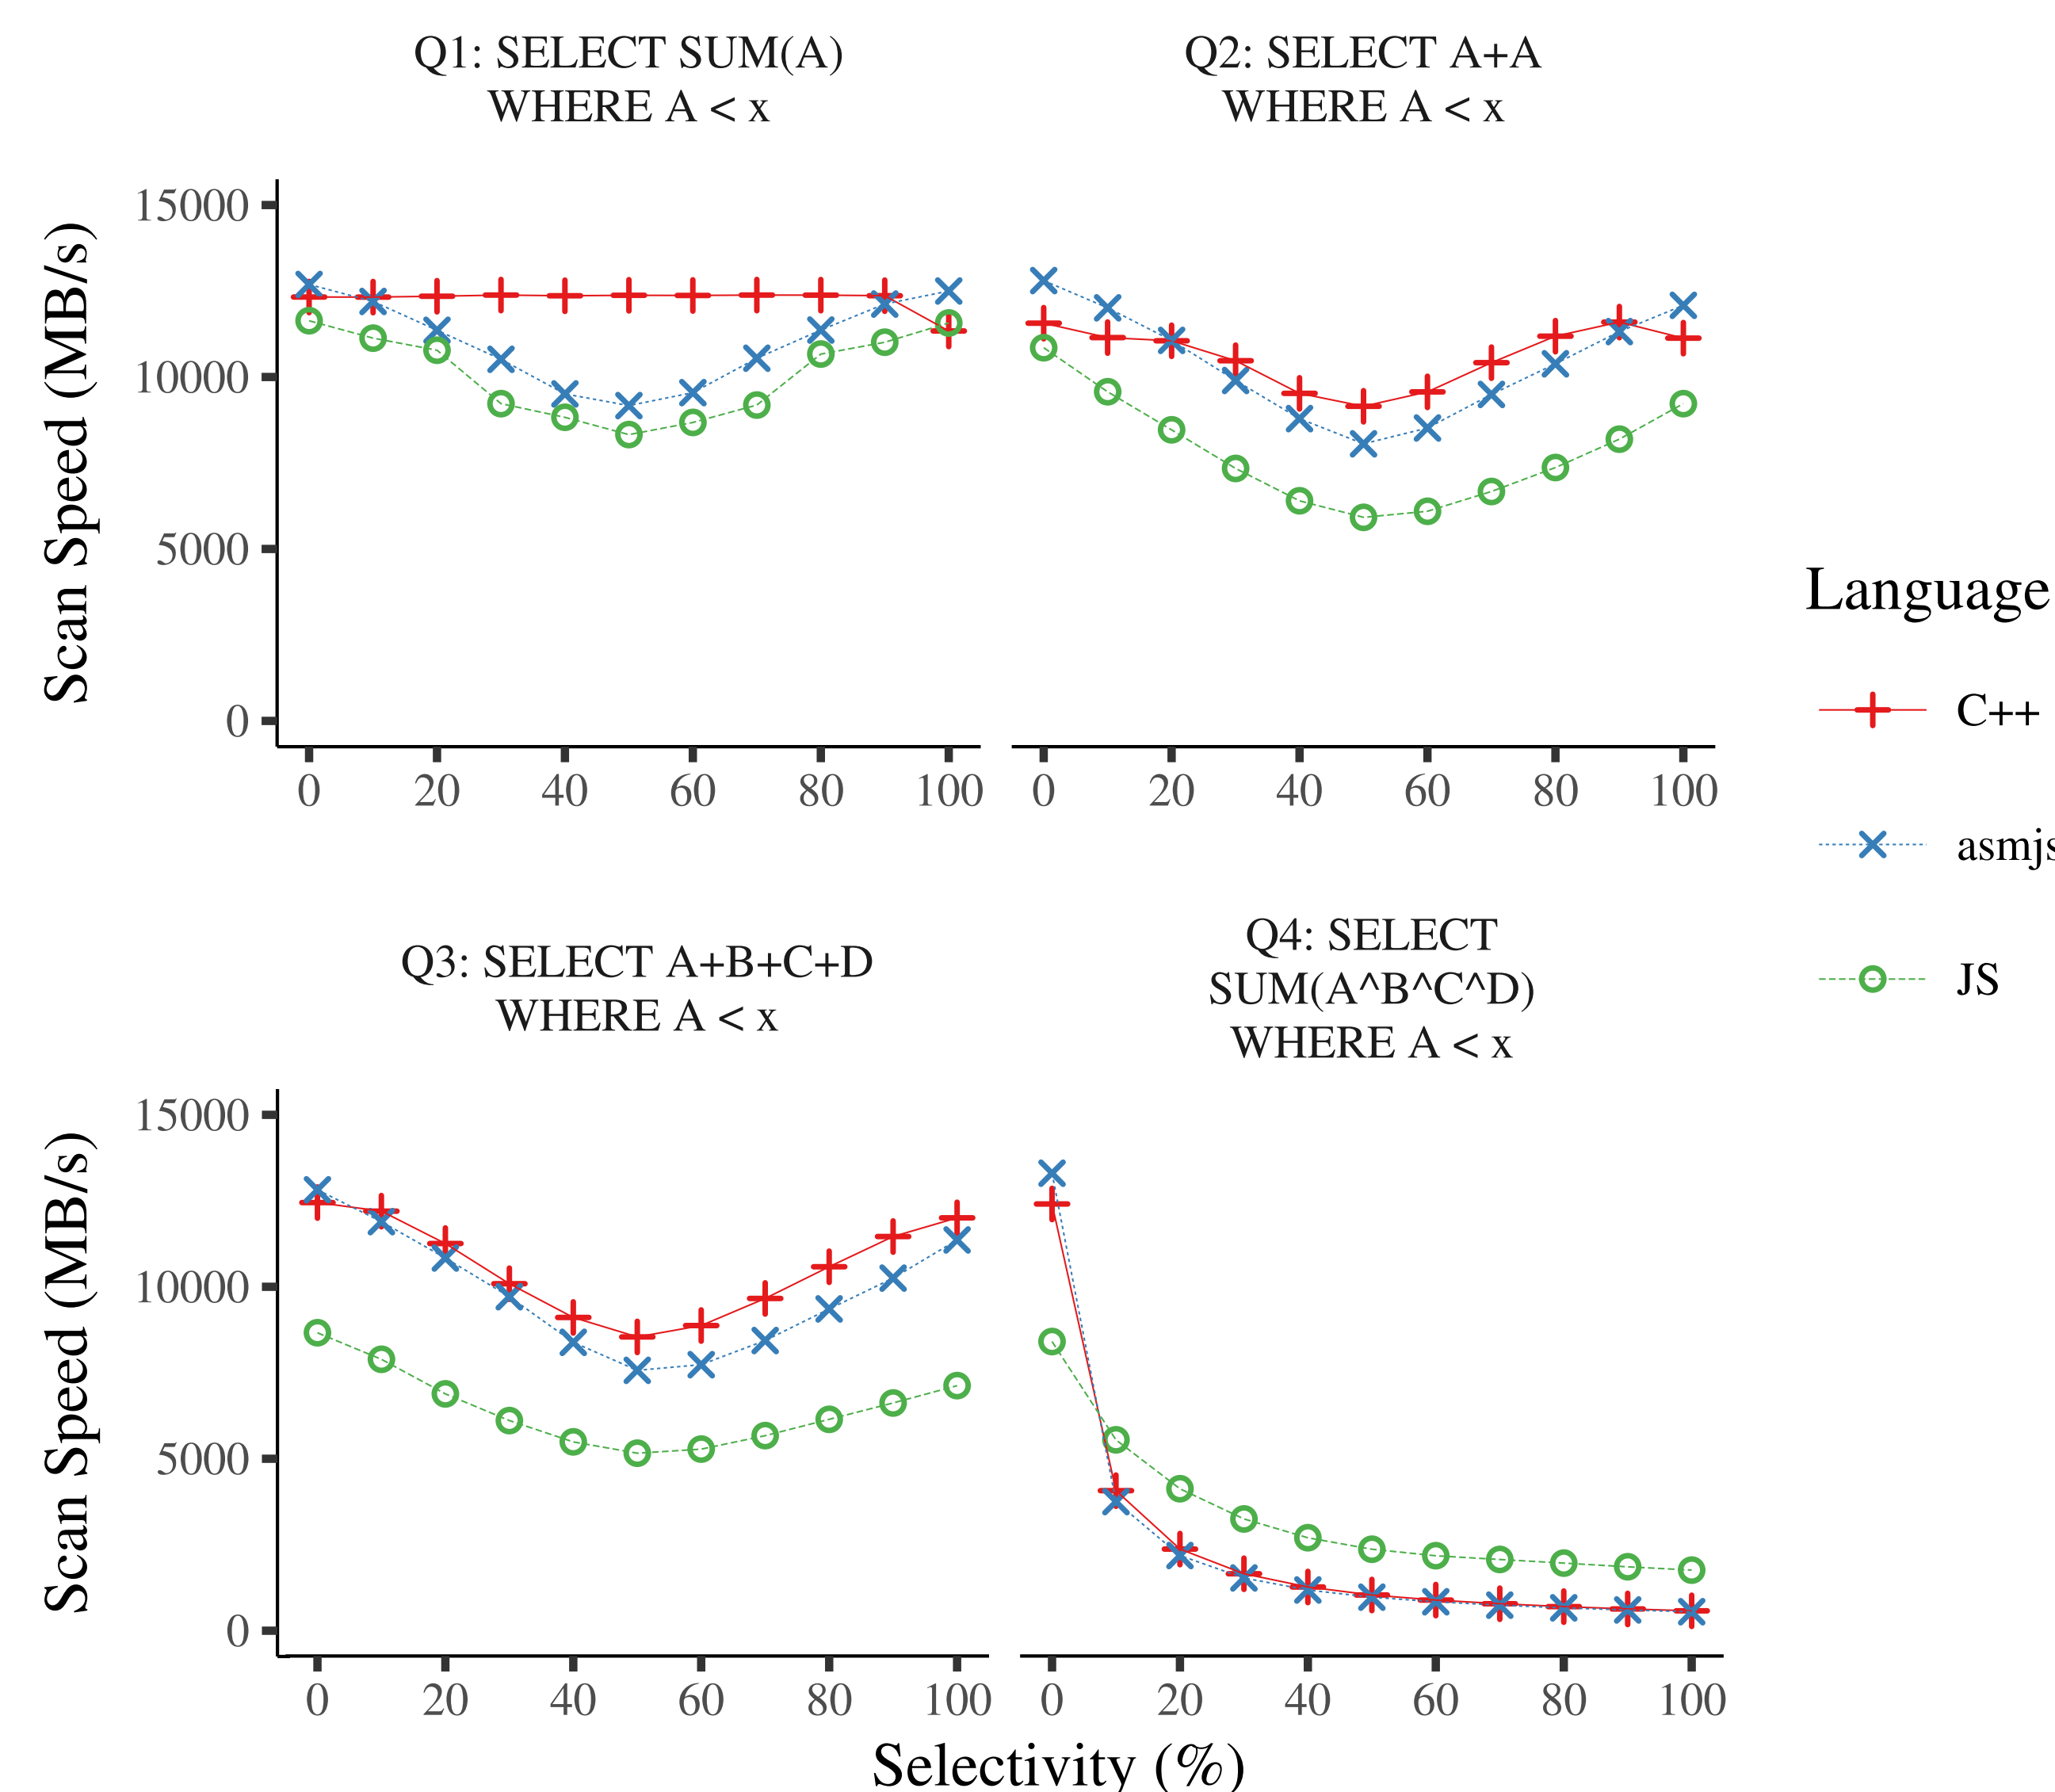 Q1: SELECT SUM(A)
WHERE A < x
Q2: SELECT A+A
WHERE A < x
Scan Speed (MB/s)
15000
10000
5000
0
0 20 40 60 80 100
0 20 40 60 80 100
Language
C++
asmjs
JS
Q3: SELECT A+B+C+D
WHERE A < x
Q4: SELECT
SUM(A^B^C^D)
WHERE A < x
Scan Speed (MB/s)
15000
10000
5000
0
0 20 40 60 80 100
0 20 40 60 80 100
Selectivity (%)